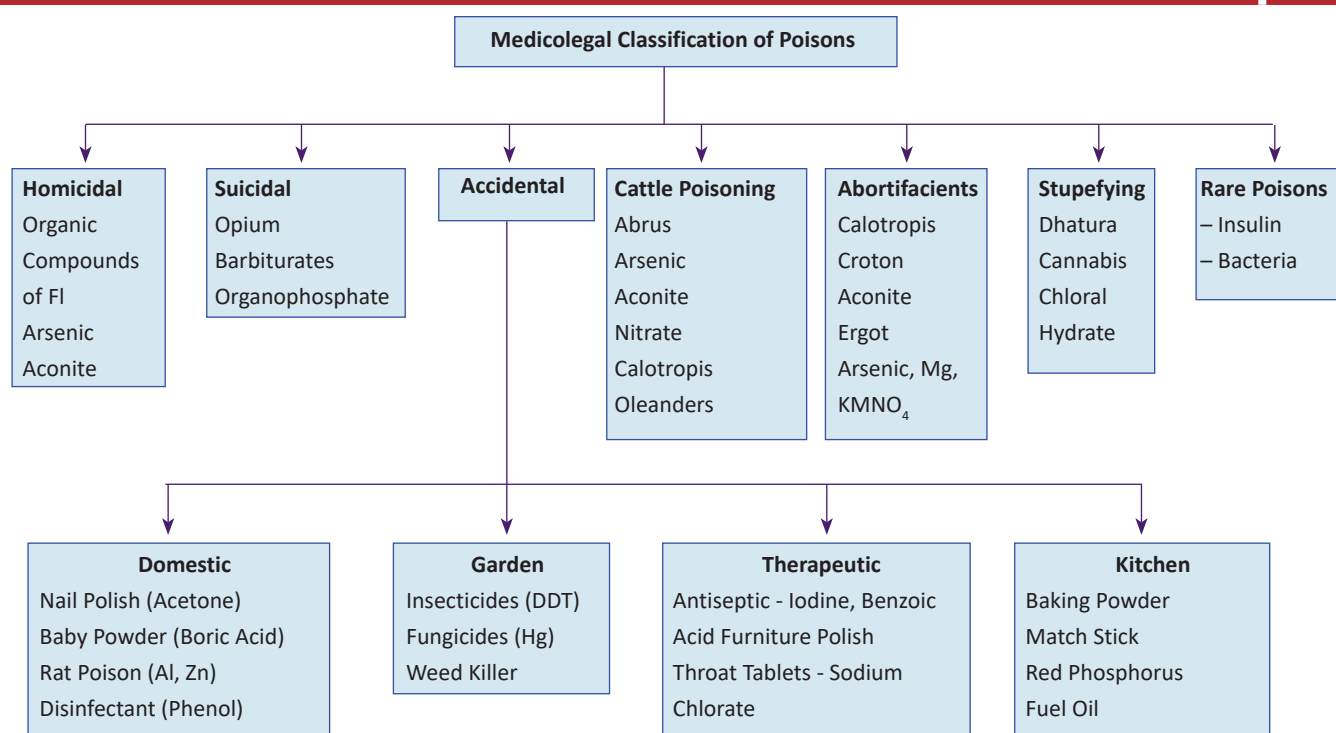 Medicolegal Classification of Poisons
Homicidal
Organic
Compounds
of Fl
Arsenic
Aconite
Suicidal
Opium
Barbiturates
Organophosphate
Accidental
Cattle Poisoning
Abrus
Arsenic
Aconite
Nitrate
Calotropis
Oleanders
Abortifacients
Calotropis
Croton
Aconite
Ergot
Arsenic, Mg,
KMNO₄
Stupefying
Dhatura
Cannabis
Chloral
Hydrate
Rare Poisons
– Insulin
– Bacteria
Domestic
Nail Polish (Acetone)
Baby Powder (Boric Acid)
Rat Poison (Al, Zn)
Disinfectant (Phenol)
Garden
Insecticides (DDT)
Fungicides (Hg)
Weed Killer
Therapeutic
Antiseptic - Iodine, Benzoic
Acid Furniture Polish
Throat Tablets - Sodium
Chlorate
Kitchen
Baking Powder
Match Stick
Red Phosphorus
Fuel Oil